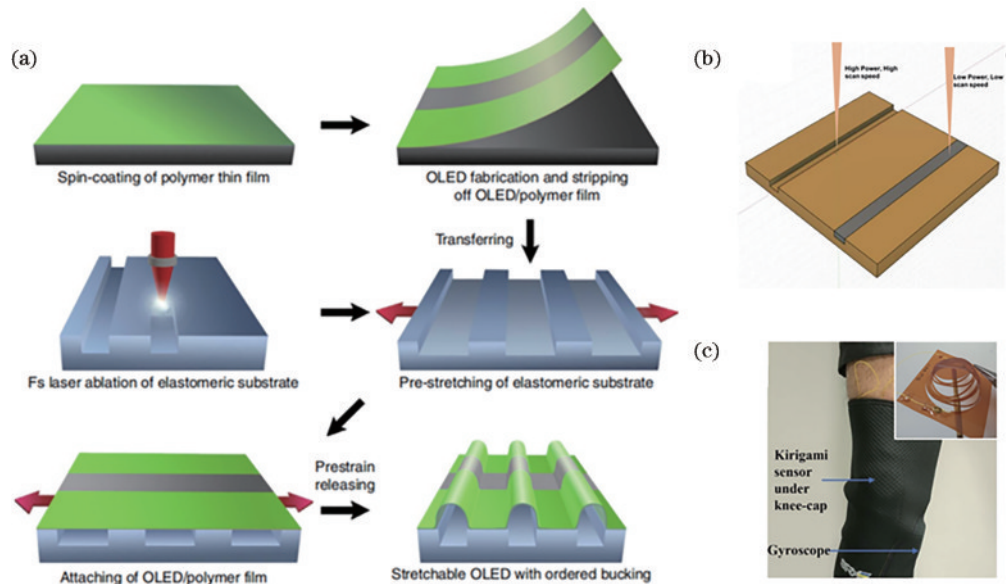 (a)
Spin-coating of polymer thin film
OLED fabrication and stripping
off OLED/polymer film
Transferring
Fs laser ablation of elastomeric substrate
Pre-stretching of elastomeric substrate
Prestrain
releasing
Attaching of OLED/polymer film
Stretchable OLED with ordered bucking
(b)
High Power, High
scan speed
Low Power, Low
scan speed
(c)
Kirigami
sensor
under
knee-cap
Gyroscope